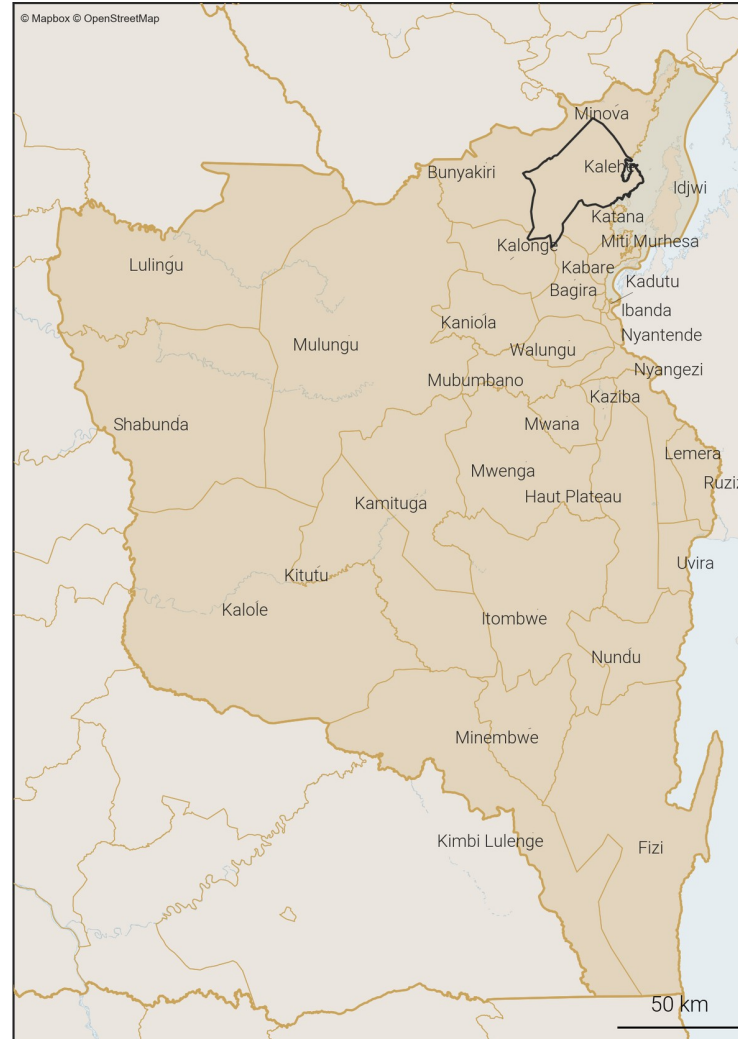 © Mapbox © OpenStreetMap
Minova
Bunyakiri
Kalehe
Idjwi
Katana
Kalonge
Miti Murhesa
Lulingu
Kabare
Kadutu
Bagira
Ibanda
Kaniola
Nyantende
Mulungu
Walungu
Nyangezi
Mubumbano
Kaziba
Shabunda
Mwana
Lemera
Mwenga
Ruziz
Haut Plateau
Kamituga
Uvira
Kitutu
Kalole
Itombwe
Nundu
Minembwe
Kimbi Lulenge
Fizi
50 km